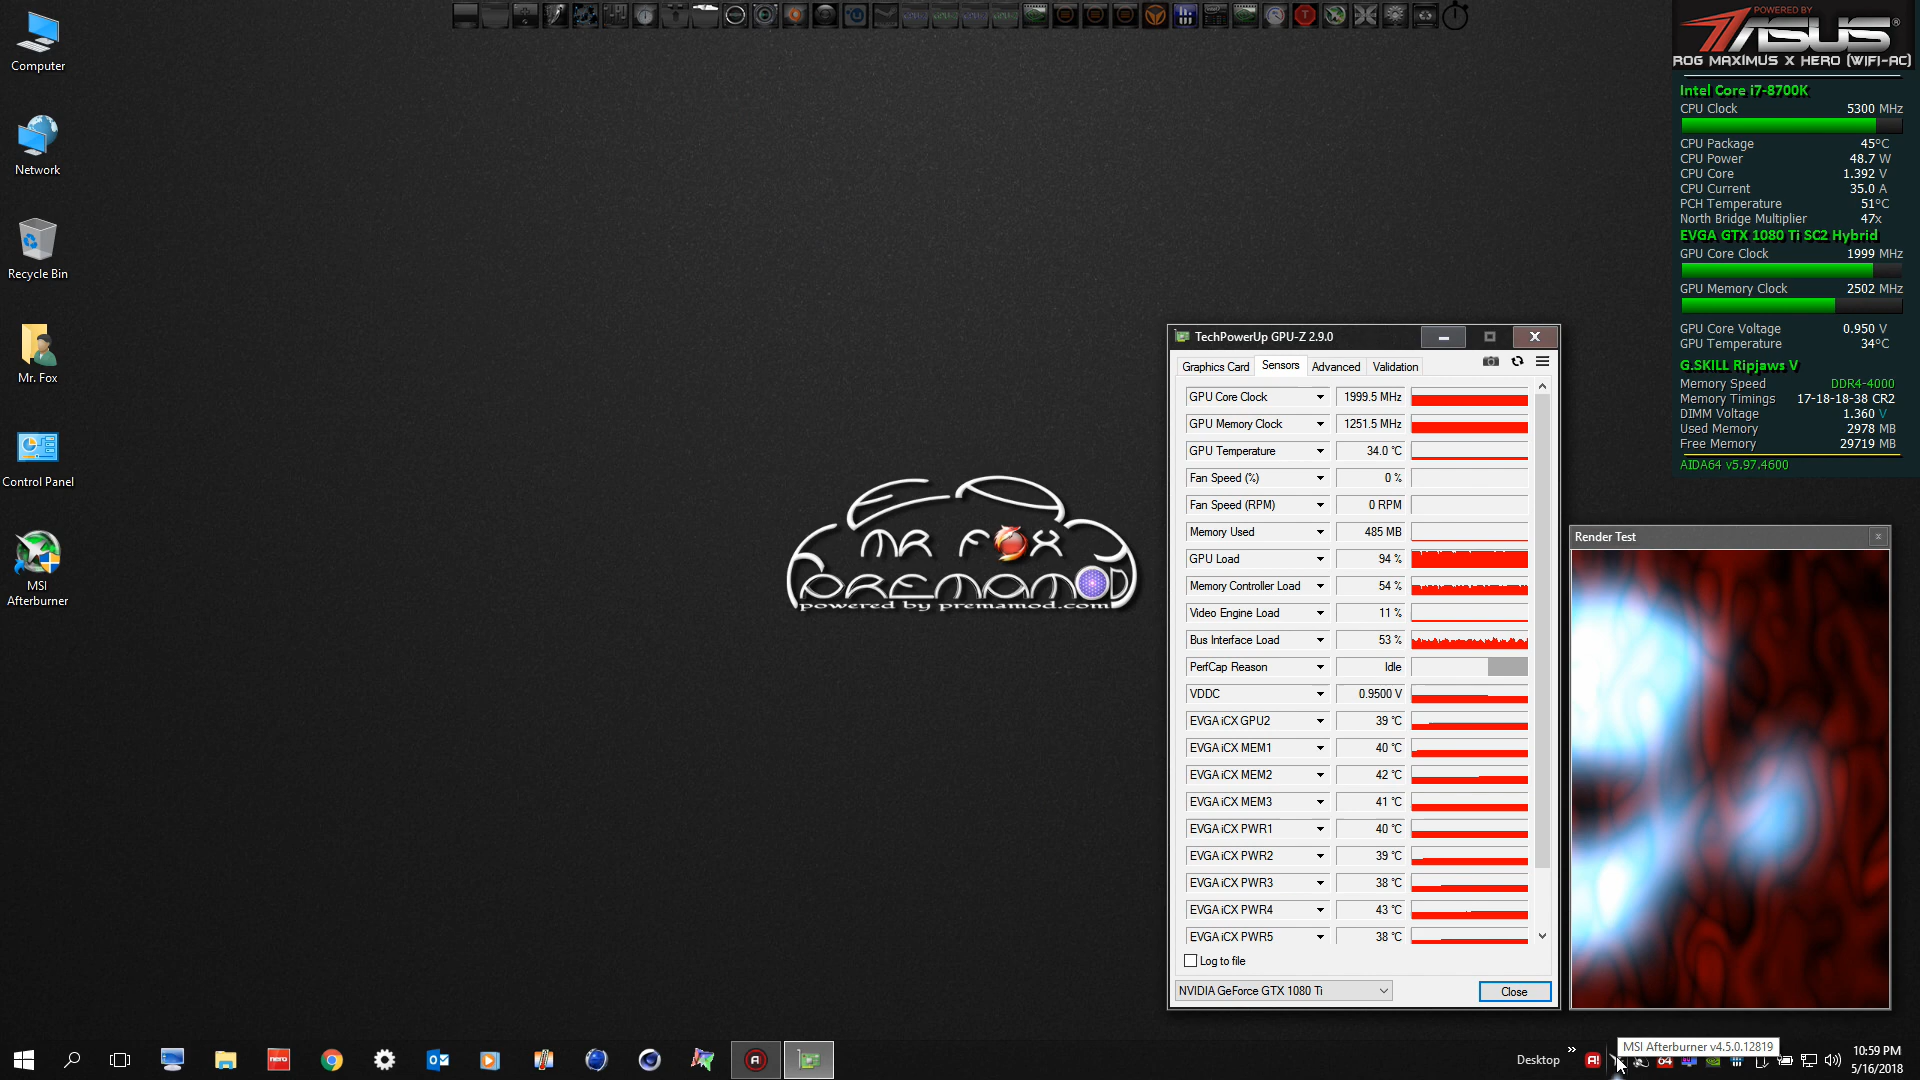 Computer
Network
Recycle Bin
Mr. Fox
Control Panel
MSI
Afterburner
MR FOX
PREMAMOD
powered by premamod.com
POWERED BY
ASUS
ROG MAXIMUS X HERO (WIFI-AC)
Intel Core i7-8700K
CPU Clock 5300 MHz
CPU Package 45°C
CPU Power 48.7 W
CPU Core 1.392 V
CPU Current 35.0 A
PCH Temperature 51°C
North Bridge Multiplier 47x
EVGA GTX 1080 Ti SC2 Hybrid
GPU Core Clock 1999 MHz
GPU Memory Clock 2502 MHz
GPU Core Voltage 0.950 V
GPU Temperature 34°C
G.SKILL Ripjaws V
Memory Speed DDR4-4000
Memory Timings 17-18-18-38 CR2
DIMM Voltage 1.360 V
Used Memory 2978 MB
Free Memory 29719 MB
AIDA64 v5.97.4600
TechPowerUp GPU-Z 2.9.0
Graphics Card Sensors Advanced Validation
GPU Core Clock 1999.5 MHz
GPU Memory Clock 1251.5 MHz
GPU Temperature 34.0 °C
Fan Speed (%) 0 %
Fan Speed (RPM) 0 RPM
Memory Used 485 MB
GPU Load 94 %
Memory Controller Load 54 %
Video Engine Load 11 %
Bus Interface Load 53 %
PerfCap Reason Idle
VDDC 0.9500 V
EVGA iCX GPU2 39 °C
EVGA iCX MEM1 40 °C
EVGA iCX MEM2 42 °C
EVGA iCX MEM3 41 °C
EVGA iCX PWR1 40 °C
EVGA iCX PWR2 39 °C
EVGA iCX PWR3 38 °C
EVGA iCX PWR4 43 °C
EVGA iCX PWR5 38 °C
Log to file
NVIDIA GeForce GTX 1080 Ti Close
Render Test
MSI Afterburner v4.5.0.12819
nero
Desktop
64
10:59 PM
5/16/2018